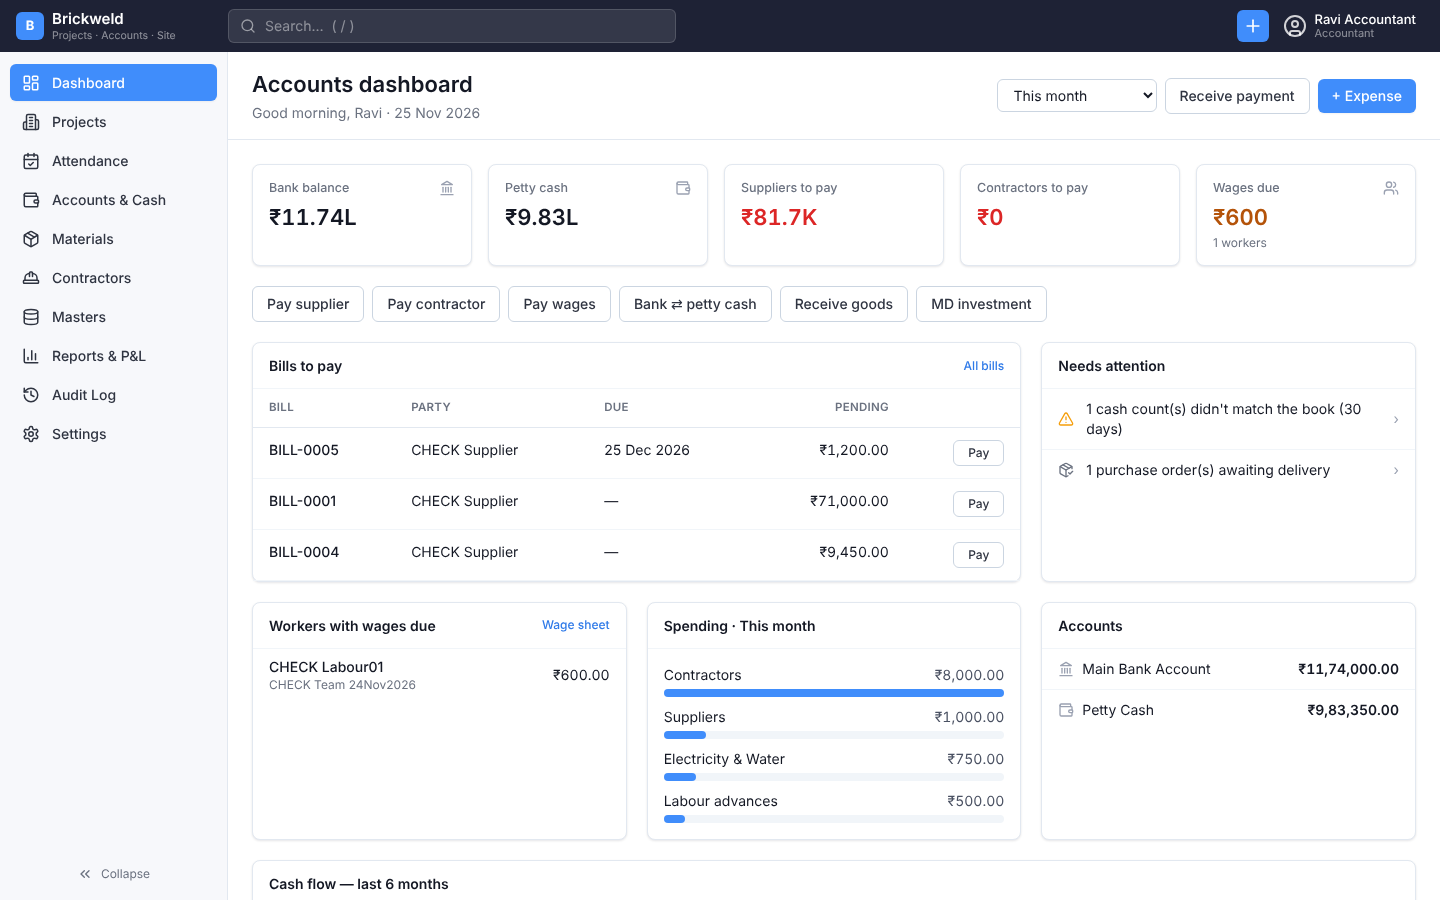 B
Brickweld
Projects · Accounts · Site
Search... ( / )
Ravi Accountant
Accountant
Dashboard
Projects
Attendance
Accounts & Cash
Materials
Contractors
Masters
Reports & P&L
Audit Log
Settings
Collapse
Accounts dashboard
Good morning, Ravi · 25 Nov 2026
This month
Receive payment
+ Expense
Bank balance
₹11.74L
Petty cash
₹9.83L
Suppliers to pay
₹81.7K
Contractors to pay
₹0
Wages due
₹600
1 workers
Pay supplier
Pay contractor
Pay wages
Bank ⇄ petty cash
Receive goods
MD investment
Bills to pay
All bills
BILL PARTY DUE PENDING
BILL-0005 CHECK Supplier 25 Dec 2026 ₹1,200.00 Pay
BILL-0001 CHECK Supplier — ₹71,000.00 Pay
BILL-0004 CHECK Supplier — ₹9,450.00 Pay
Needs attention
1 cash count(s) didn't match the book (30
days)
1 purchase order(s) awaiting delivery
Workers with wages due
Wage sheet
CHECK Labour01
CHECK Team 24Nov2026
₹600.00
Spending · This month
Contractors ₹8,000.00
Suppliers ₹1,000.00
Electricity & Water ₹750.00
Labour advances ₹500.00
Accounts
Main Bank Account ₹11,74,000.00
Petty Cash ₹9,83,350.00
Cash flow — last 6 months